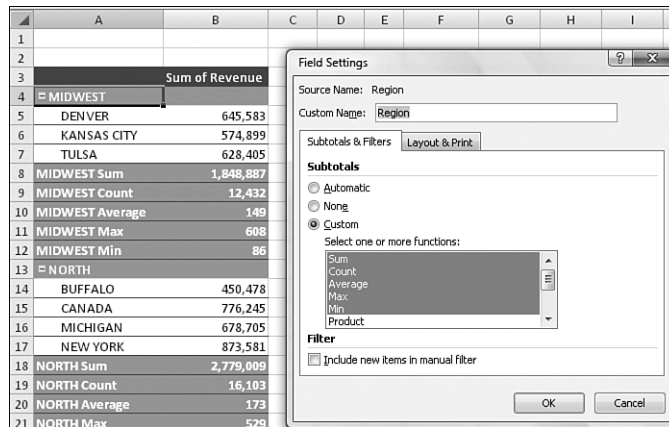 A B C D E F G H I
1
2
3 Sum of Revenue
4 MIDWEST
5 DENVER 645,583
6 KANSAS CITY 574,899
7 TULSA 628,405
8 MIDWEST Sum 1,848,887
9 MIDWEST Count 12,432
10 MIDWEST Average 149
11 MIDWEST Max 608
12 MIDWEST Min 86
13 NORTH
14 BUFFALO 450,478
15 CANADA 776,245
16 MICHIGAN 678,705
17 NEW YORK 873,581
18 NORTH Sum 2,779,009
19 NORTH Count 16,103
20 NORTH Average 173
21 NORTH Max 529
Field Settings
Source Name: Region
Custom Name: Region
Subtotals & Filters Layout & Print
Subtotals
Automatic
None
Custom
Select one or more functions:
Sum
Count
Average
Max
Min
Product
Filter
Include new items in manual filter
OK Cancel